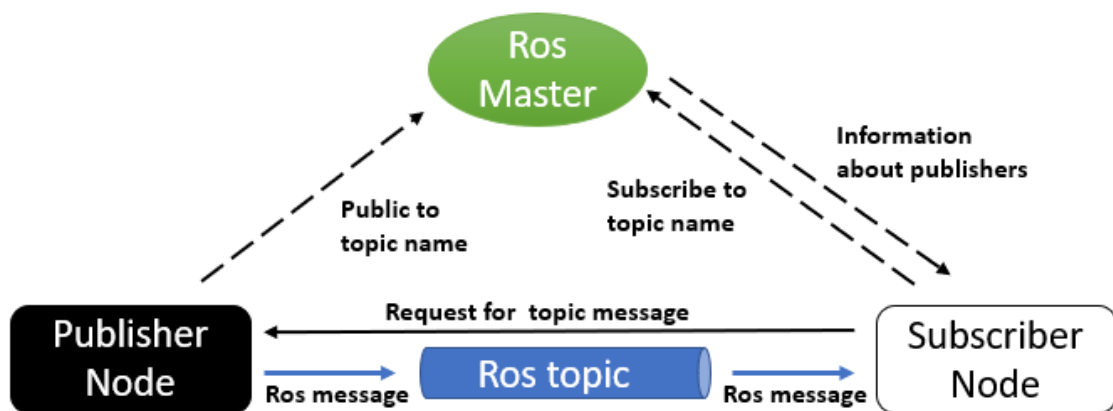 Ros
Master
Information
about publishers
Subscribe to
topic name
Public to
topic name
Request for topic message
Publisher
Node
Ros topic
Subscriber
Node
Ros message
Ros message